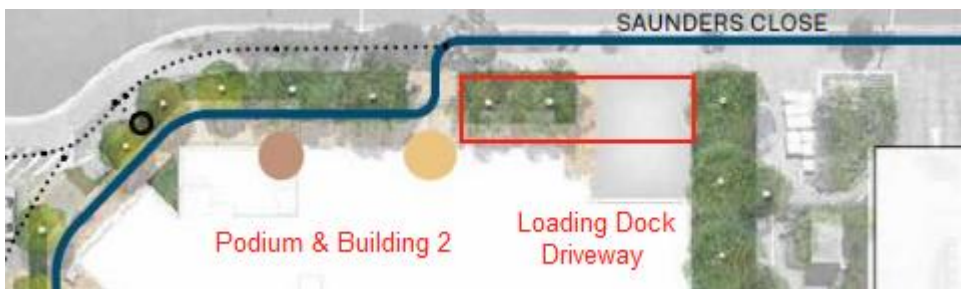 SAUNDERS CLOSE
Podium & Building 2
Loading Dock
Driveway